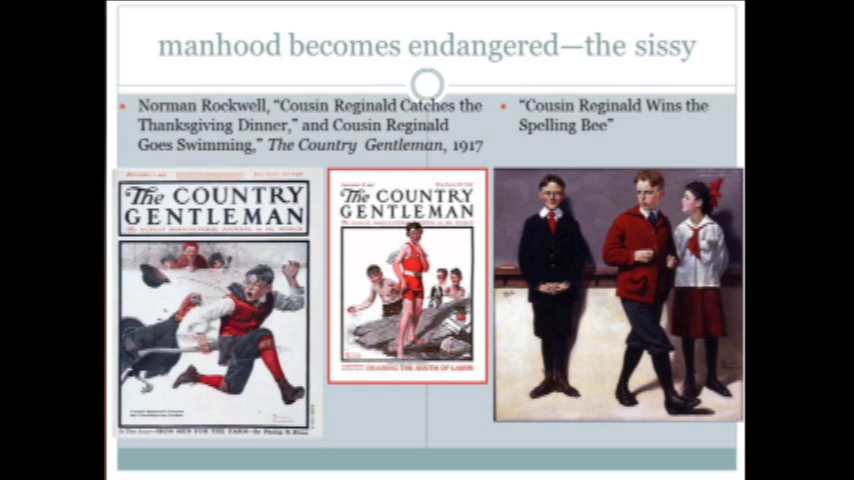 manhood becomes endangered—the sissy
Norman Rockwell, “Cousin Reginald Catches the
Thanksgiving Dinner,” and Cousin Reginald
Goes Swimming,” The Country Gentleman, 1917
“Cousin Reginald Wins the
Spelling Bee”
The COUNTRY
GENTLEMAN
The COUNTRY
GENTLEMAN